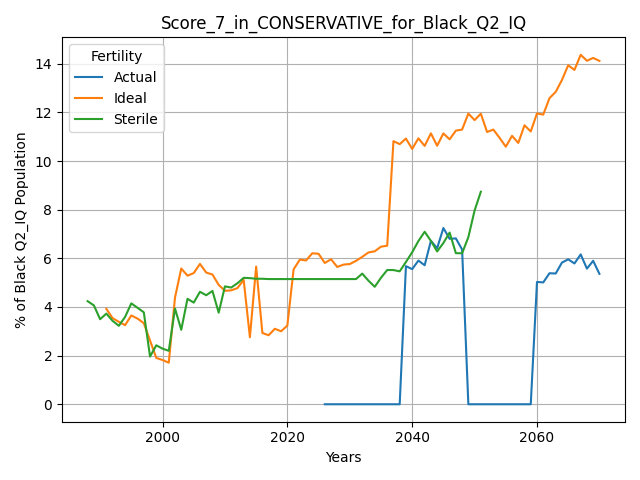 Score_7_in_CONSERVATIVE_for_Black_Q2_IQ
Fertility
Actual
Ideal
Sterile
% of Black Q2_IQ Population
14
12
10
8
6
4
2
0
2000
2020
2040
2060
Years